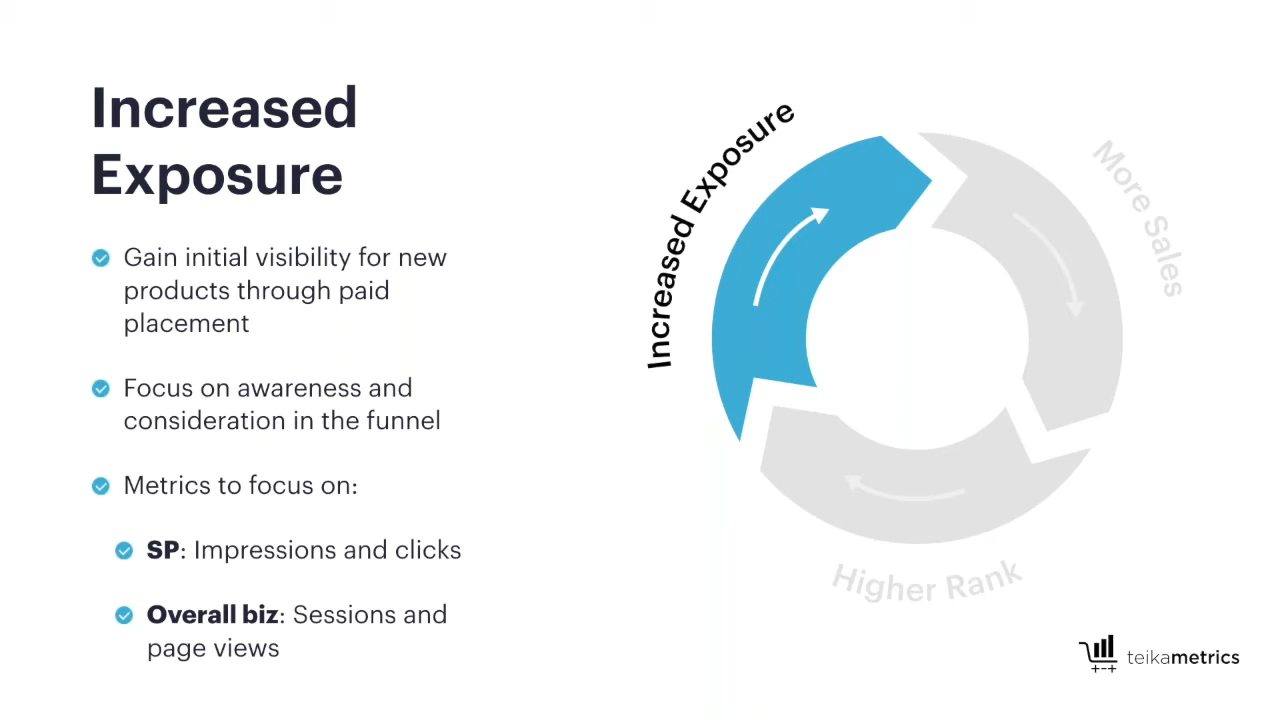 Increased
Exposure
Gain initial visibility for new
products through paid
placement
Focus on awareness and
consideration in the funnel
Metrics to focus on:
SP: Impressions and clicks
Overall biz: Sessions and
page views
Increased Exposure
More Sales
Higher Rank
teikametrics